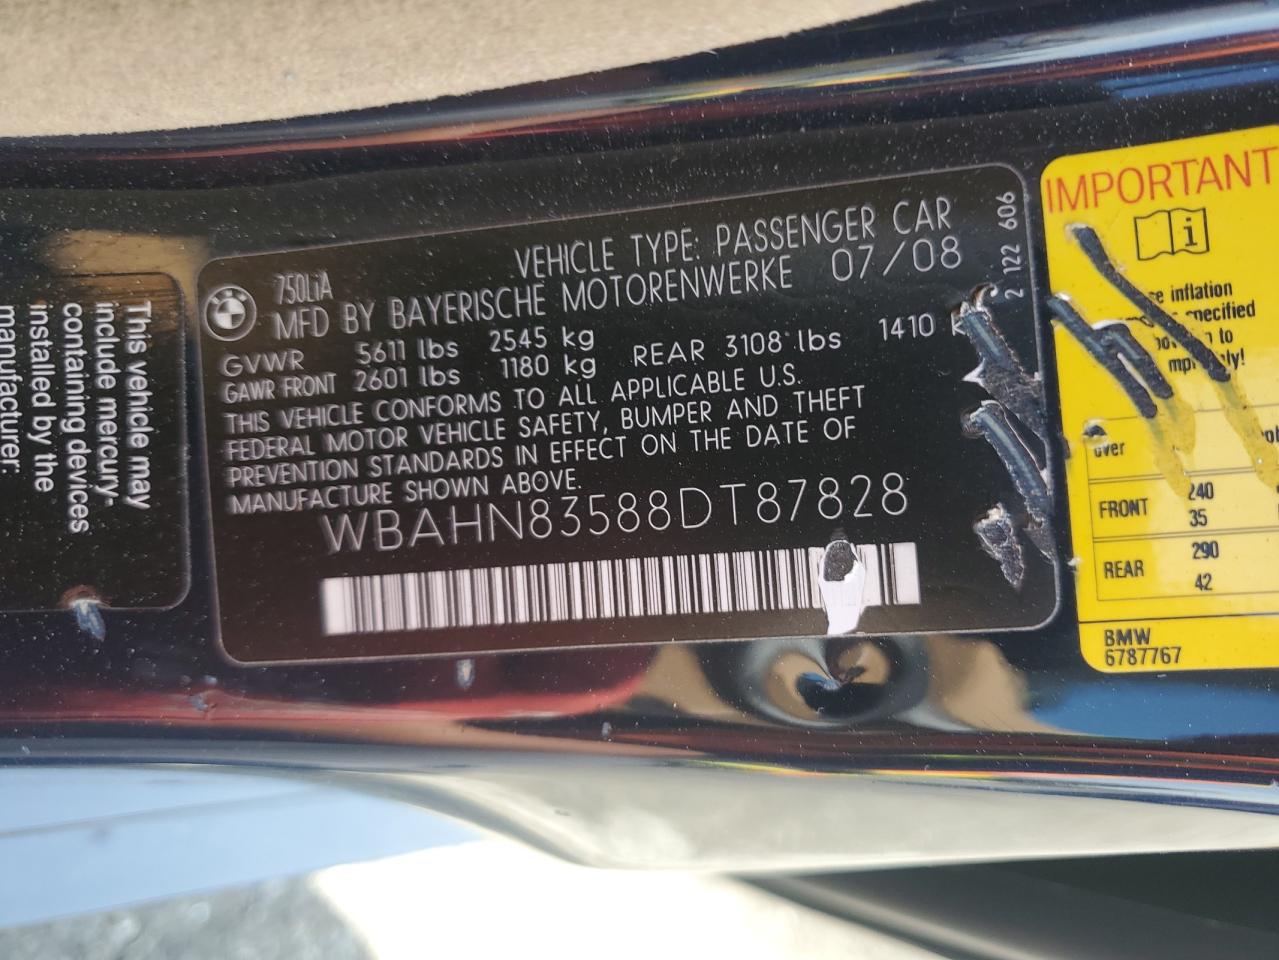 This vehicle may
include mercury-
containing devices
installed by the
manufacturer.
750LiA
VEHICLE TYPE: PASSENGER CAR
MFD BY BAYERISCHE MOTORENWERKE 07/08
GVWR 5611 lbs 2545 kg
GAWR FRONT 2601 lbs 1180 kg REAR 3108 lbs 1410 k
THIS VEHICLE CONFORMS TO ALL APPLICABLE U.S.
FEDERAL MOTOR VEHICLE SAFETY, BUMPER AND THEFT
PREVENTION STANDARDS IN EFFECT ON THE DATE OF
MANUFACTURE SHOWN ABOVE.
WBAHN83588DT87828
2 122 606
IMPORTANT
i
inflation
specified
to
FRONT 240
35
REAR 290
42
BMW
6787767